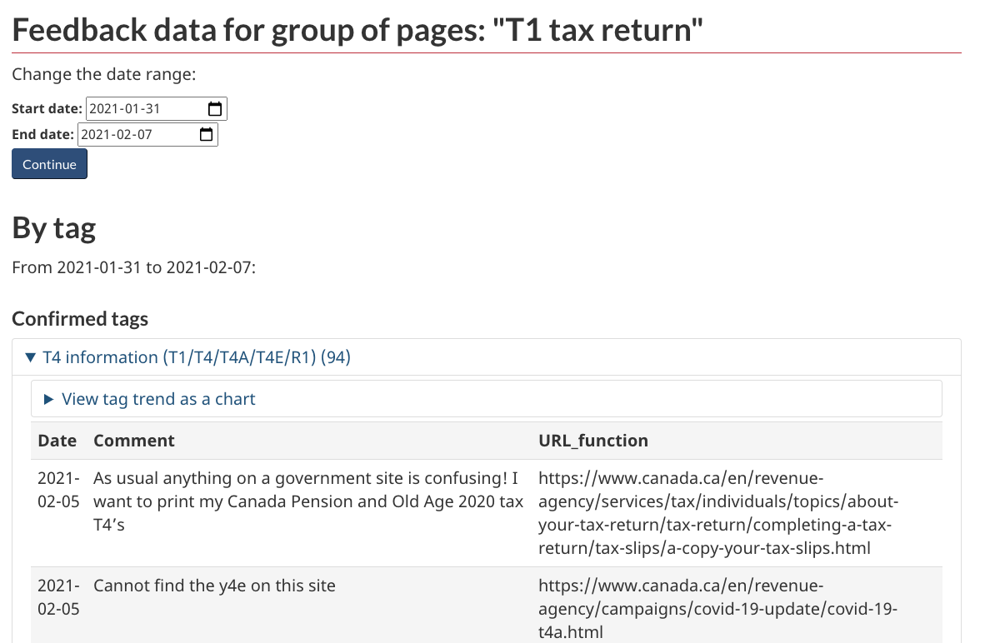 Feedback data for group of pages: "T1 tax return"
Change the date range:
Start date: 2021-01-31
End date: 2021-02-07
Continue
By tag
From 2021-01-31 to 2021-02-07:
Confirmed tags
T4 information (T1/T4/T4A/T4E/R1) (94)
View tag trend as a chart
Date Comment URL_function
2021- As usual anything on a government site is confusing! I https://www.canada.ca/en/revenue-
02-05 want to print my Canada Pension and Old Age 2020 tax agency/services/tax/individuals/topics/about-
T4’s your-tax-return/tax-return/completing-a-tax-
return/tax-slips/a-copy-your-tax-slips.html
2021- Cannot find the y4e on this site https://www.canada.ca/en/revenue-
02-05 agency/campaigns/covid-19-update/covid-19-
t4a.html